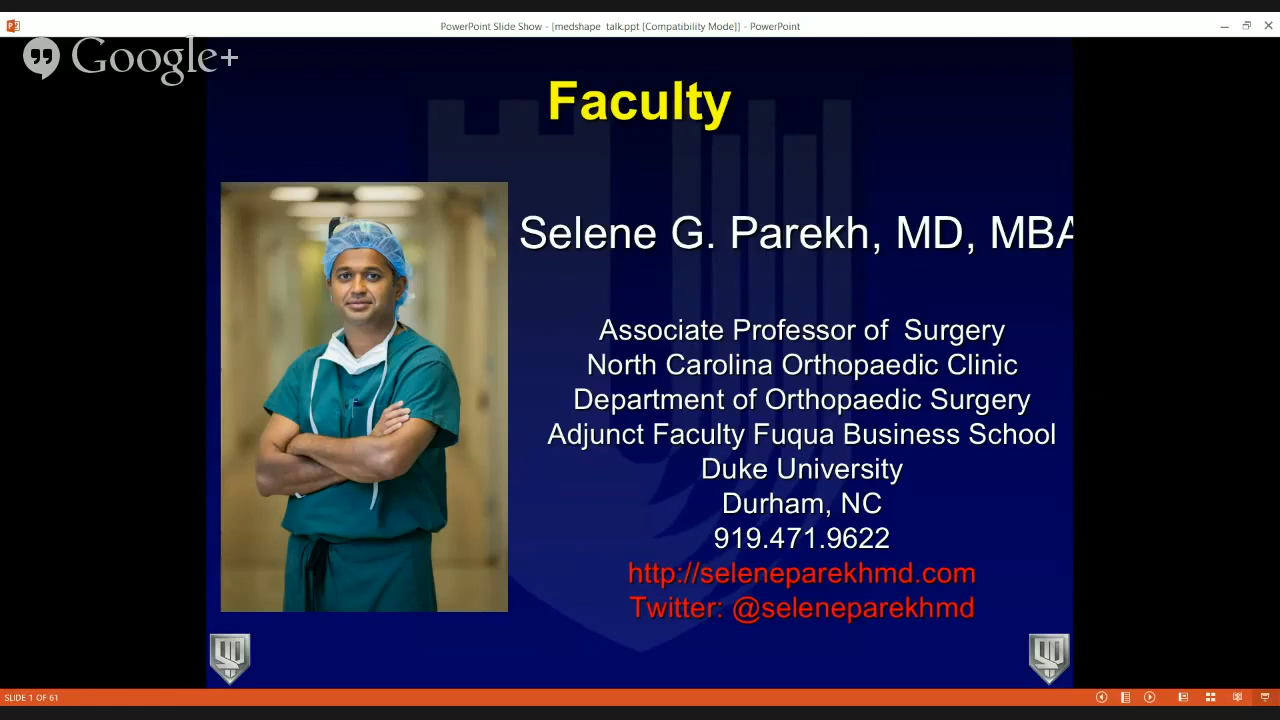 PowerPoint Slide Show - [medshape talk.ppt [Compatibility Mode]] - PowerPoint
Google+
Faculty
Selene G. Parekh, MD, MBA
Associate Professor of Surgery
North Carolina Orthopaedic Clinic
Department of Orthopaedic Surgery
Adjunct Faculty Fuqua Business School
Duke University
Durham, NC
919.471.9622
http://seleneparekhmd.com
Twitter: @seleneparekhmd
SLIDE 1 OF 61